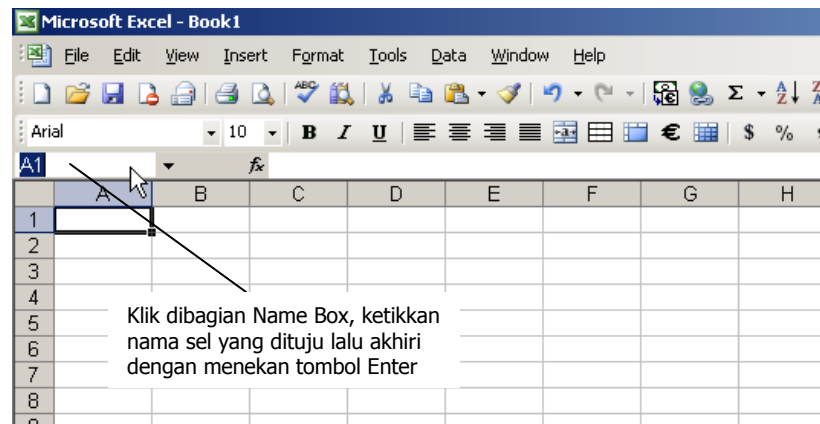 Microsoft Excel - Book1
File Edit View Insert Format Tools Data Window Help
ABC Σ A Z
Arial 10 B I U a € $ %
A1 fx
A B C D E F G H
1
2
3
4
5
6
7
8
Klik dibagian Name Box, ketikkan
nama sel yang dituju lalu akhiri
dengan menekan tombol Enter